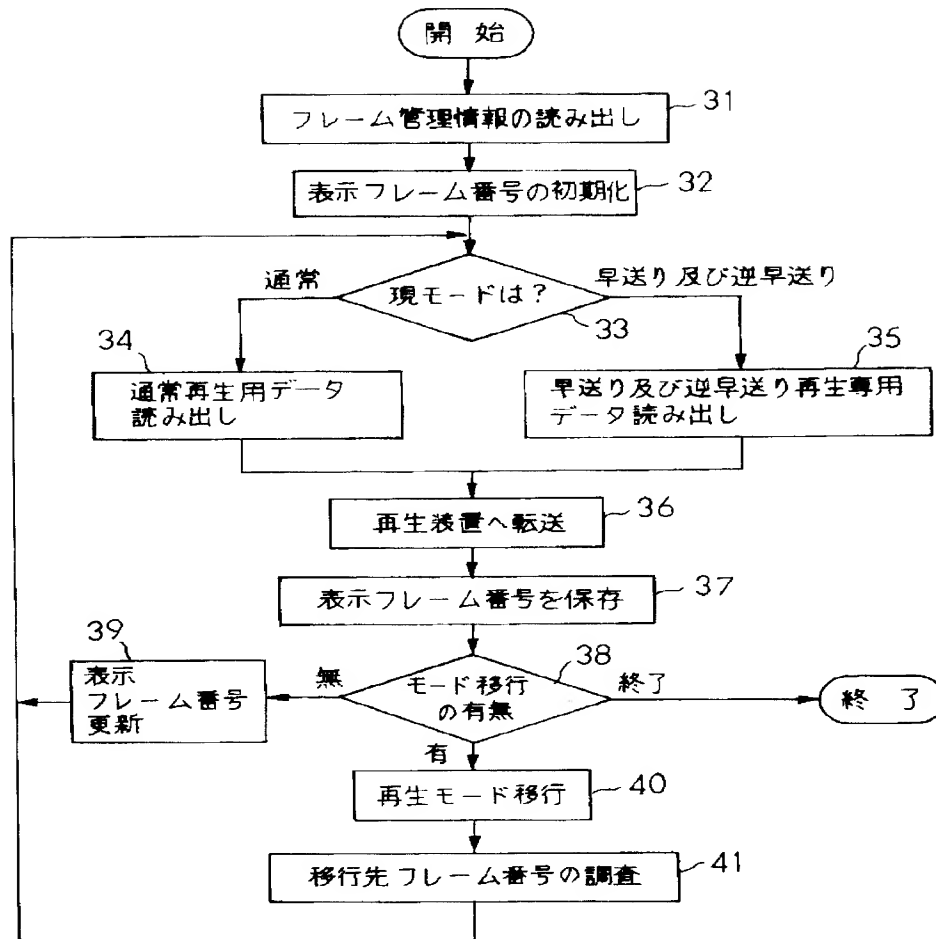 開始
フレーム管理情報の読み出し
31
表示フレーム番号の初期化
32
通常
現モードは?
早送り及び逆早送り
33
34
通常再生用データ
読み出し
35
早送り及び逆早送り再生専用
データ読み出し
再生装置へ転送
36
表示フレーム番号を保存
37
39
表示
フレーム番号
更新
無
モード移行
の有無
38
終了
終了
有
再生モード移行
40
移行先フレーム番号の調査
41